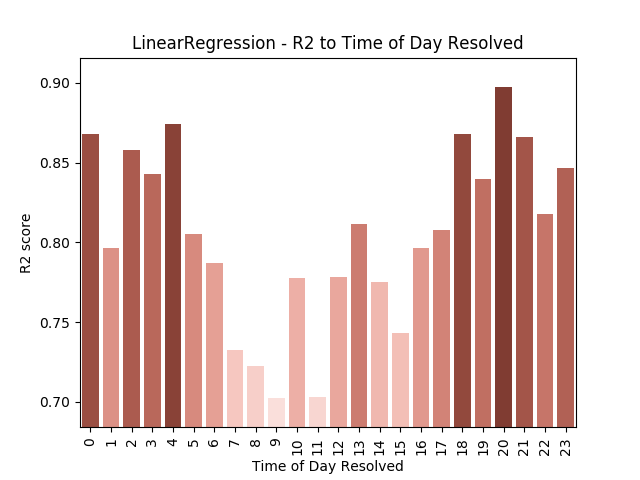 LinearRegression - R2 to Time of Day Resolved
0.90
0.85
0.80
0.75
0.70
R2 score
0 1 2 3 4 5 6 7 8 9 10 11 12 13 14 15 16 17 18 19 20 21 22 23
Time of Day Resolved